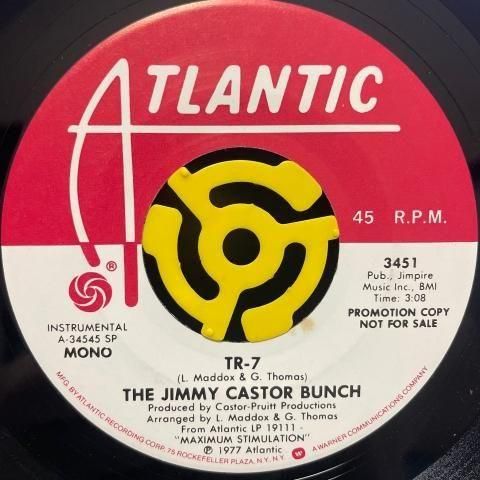 ATLANTIC
45 R.P.M.
®
3451
Pub., Jimpire
Music Inc., BMI
Time: 3:08
PROMOTION COPY
NOT FOR SALE
INSTRUMENTAL
A-34545 SP
MONO
TR-7
(L. Maddox & G. Thomas)
THE JIMMY CASTOR BUNCH
Produced by Castor-Pruitt Productions
Arranged by L. Maddox & G. Thomas
From Atlantic LP 19111 -
"MAXIMUM STIMULATION"
℗ 1977 Atlantic
MFG. BY ATLANTIC RECORDING CORP. 75 ROCKEFELLER PLAZA, N.Y. N.Y. W A WARNER COMMUNICATIONS COMPANY